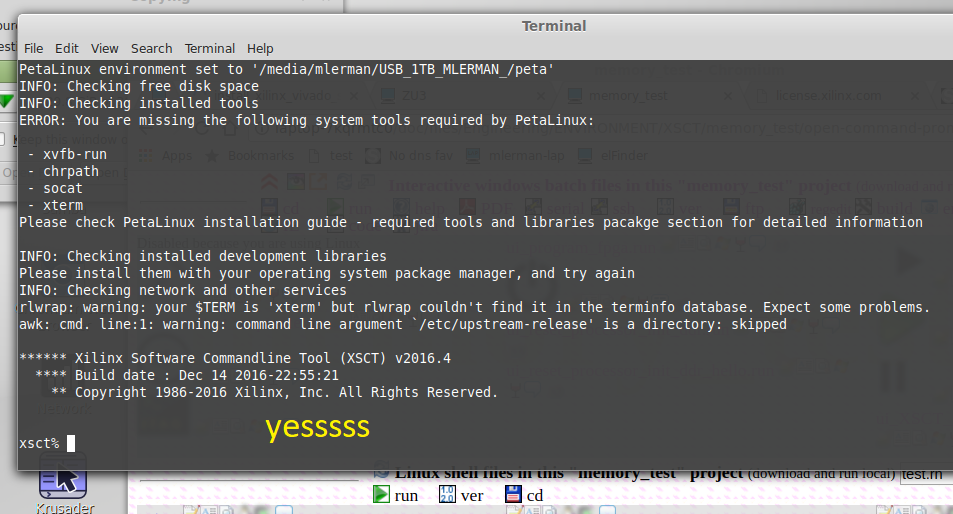 Copying
Terminal
File Edit View Search Terminal Help
PetaLinux environment set to '/media/mlerman/USB_1TB_MLERMAN_/peta'
INFO: Checking free disk space
INFO: Checking installed tools
ERROR: You are missing the following system tools required by PetaLinux:
- xvfb-run
- chrpath
- socat
- xterm
Please check PetaLinux installation guide - required tools and libraries pacakge section for detailed information
INFO: Checking installed development libraries
Please install them with your operating system package manager, and try again
INFO: Checking network and other services
rlwrap: warning: your $TERM is 'xterm' but rlwrap couldn't find it in the terminfo database. Expect some problems.
awk: cmd. line:1: warning: command line argument `/etc/upstream-release' is a directory: skipped
****** Xilinx Software Commandline Tool (XSCT) v2016.4
**** Build date : Dec 14 2016-22:55:21
** Copyright 1986-2016 Xilinx, Inc. All Rights Reserved.
yesssss
xsct%
Linux shell files in this "memory_test" project (download and run local)
run ver cd
Krusader